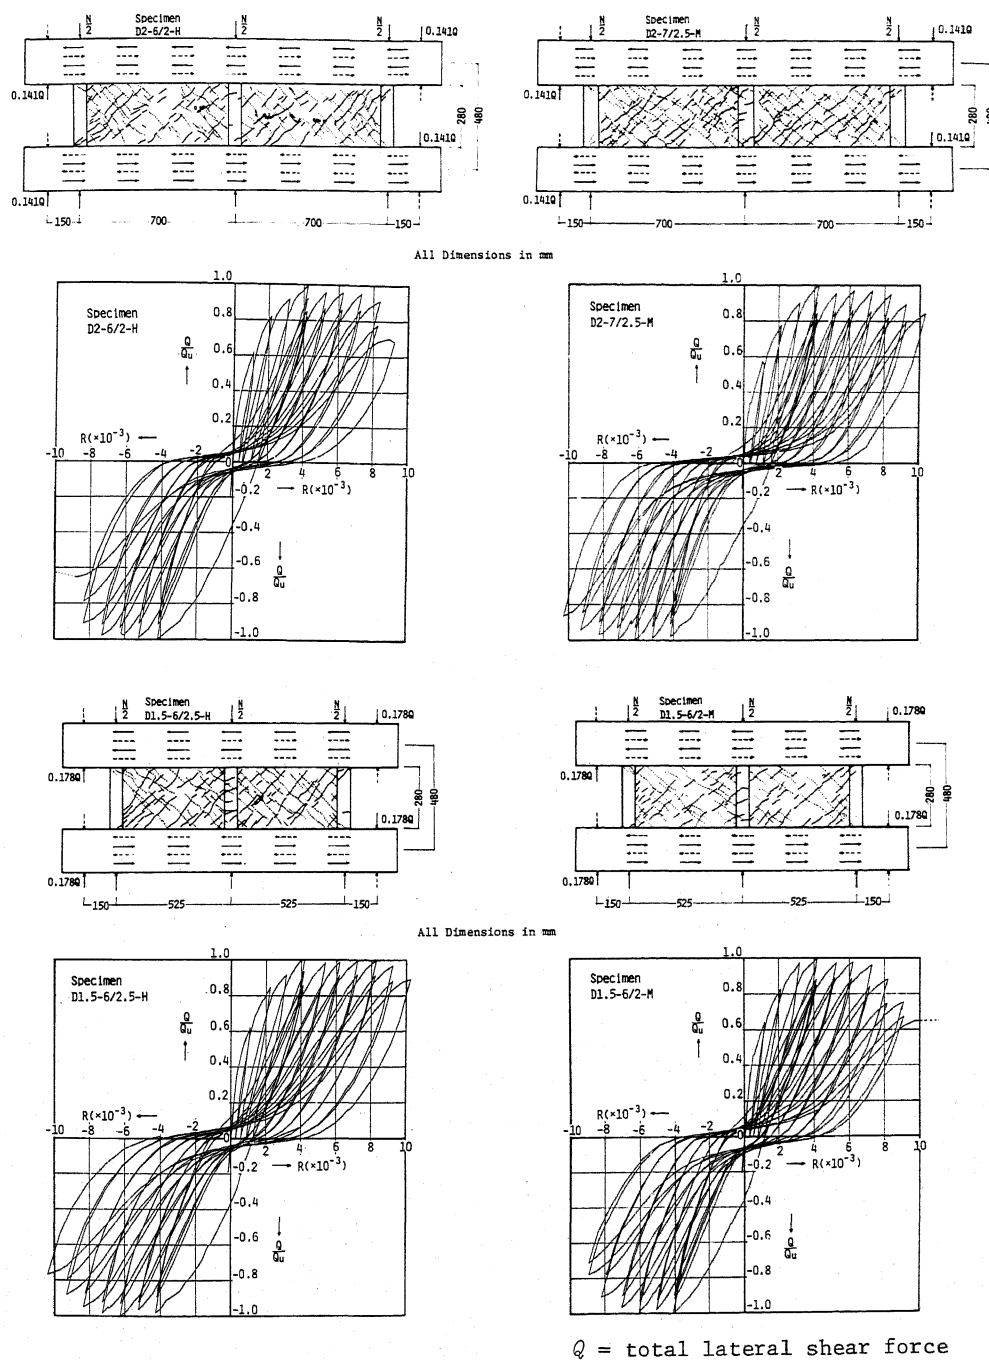 Specimen
D2-6/2-H
N/2
N/2
N/2
0.141Q
0.141Q
0.141Q
0.141Q
280
480
150
700
700
150
Specimen
D2-7/2.5-M
N/2
N/2
N/2
0.141Q
0.141Q
0.141Q
0.141Q
280
480
150
700
700
150
All Dimensions in mm
Specimen
D2-6/2-H
Q/Qu
1.0
0.8
0.6
0.4
0.2
R(×10⁻³)
-10 -8 -6 -4 -2 0 2 4 6 8 10
R(×10⁻³)
-0.2
-0.4
-0.6
-0.8
-1.0
Q/Qu
Specimen
D2-7/2.5-M
Q/Qu
1.0
0.8
0.6
0.4
0.2
R(×10⁻³)
-10 -8 -6 -4 -2 0 2 4 6 8 10
R(×10⁻³)
-0.2
-0.4
-0.6
-0.8
-1.0
Q/Qu
Specimen
D1.5-6/2.5-H
N/2
N/2
N/2
0.178Q
0.178Q
0.178Q
0.178Q
280
480
150
525
525
150
Specimen
D1.5-6/2-M
N/2
N/2
N/2
0.178Q
0.178Q
0.178Q
0.178Q
280
480
150
525
525
150
All Dimensions in mm
Specimen
D1.5-6/2.5-H
Q/Qu
1.0
0.8
0.6
0.4
0.2
R(×10⁻³)
-10 -8 -6 -4 -2 0 2 4 6 8 10
R(×10⁻³)
-0.2
-0.4
-0.6
-0.8
-1.0
Q/Qu
Specimen
D1.5-6/2-M
Q/Qu
1.0
0.8
0.6
0.4
0.2
R(×10⁻³)
-10 -8 -6 -4 -2 0 2 4 6 8 10
R(×10⁻³)
-0.2
-0.4
-0.6
-0.8
-1.0
Q/Qu
Q = total lateral shear force